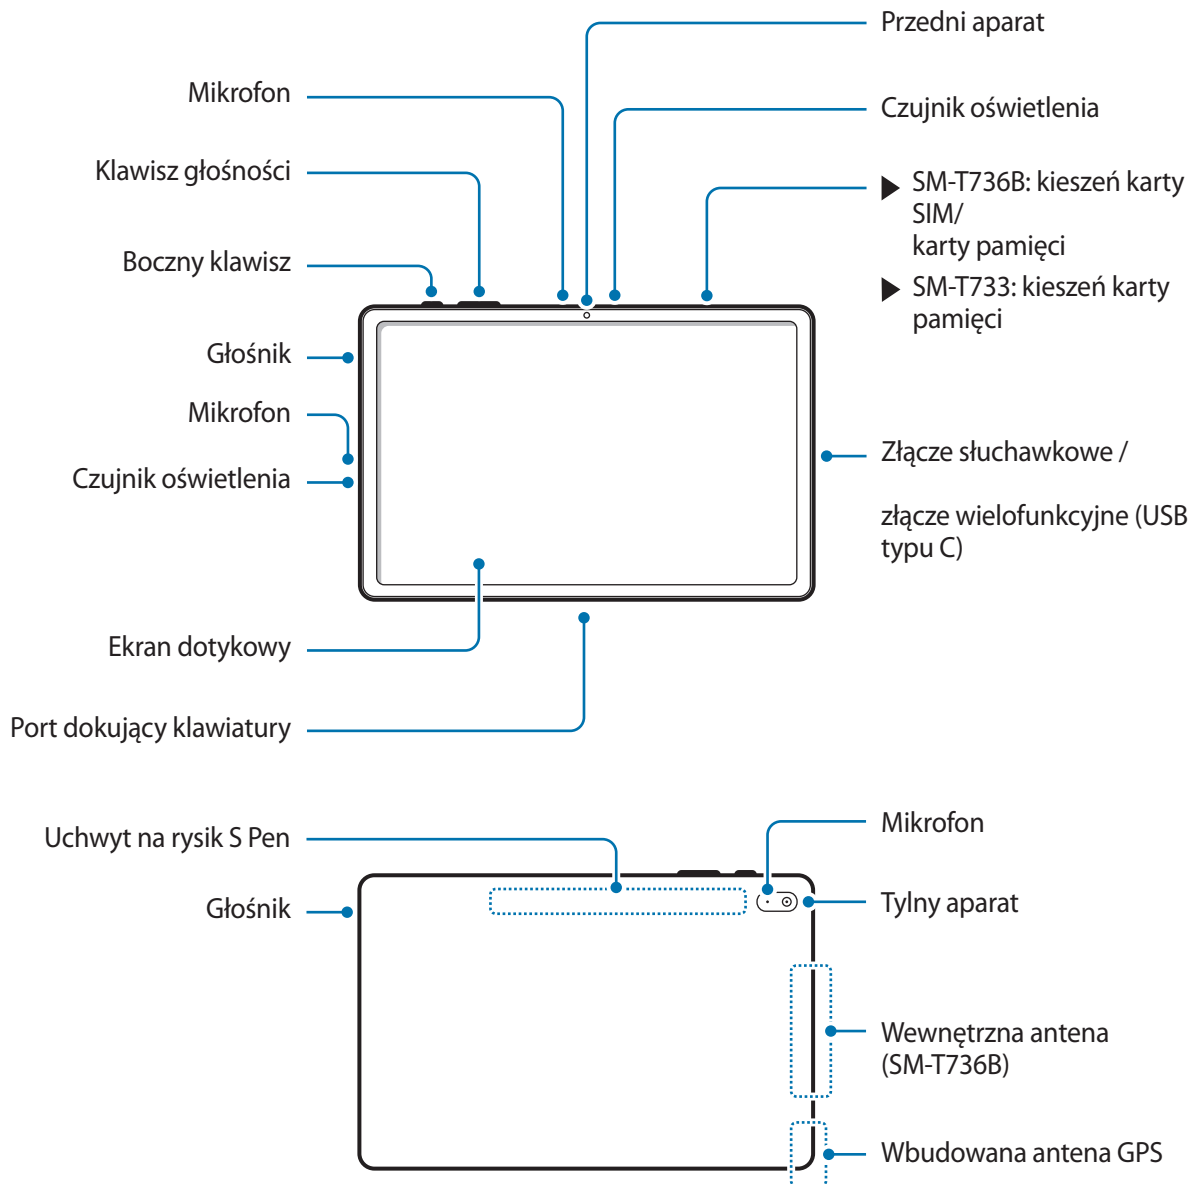 Przedni aparat
Mikrofon
Czujnik oświetlenia
Klawisz głośności
SM-T736B: kieszeń karty
SIM/
karty pamięci
Boczny klawisz
SM-T733: kieszeń karty
pamięci
Głośnik
Mikrofon
Czujnik oświetlenia
Złącze słuchawkowe /
złącze wielofunkcyjne (USB
typu C)
Ekran dotykowy
Port dokujący klawiatury
Uchwyt na rysik S Pen
Mikrofon
Głośnik
Tylny aparat
Wewnętrzna antena
(SM-T736B)
Wbudowana antena GPS